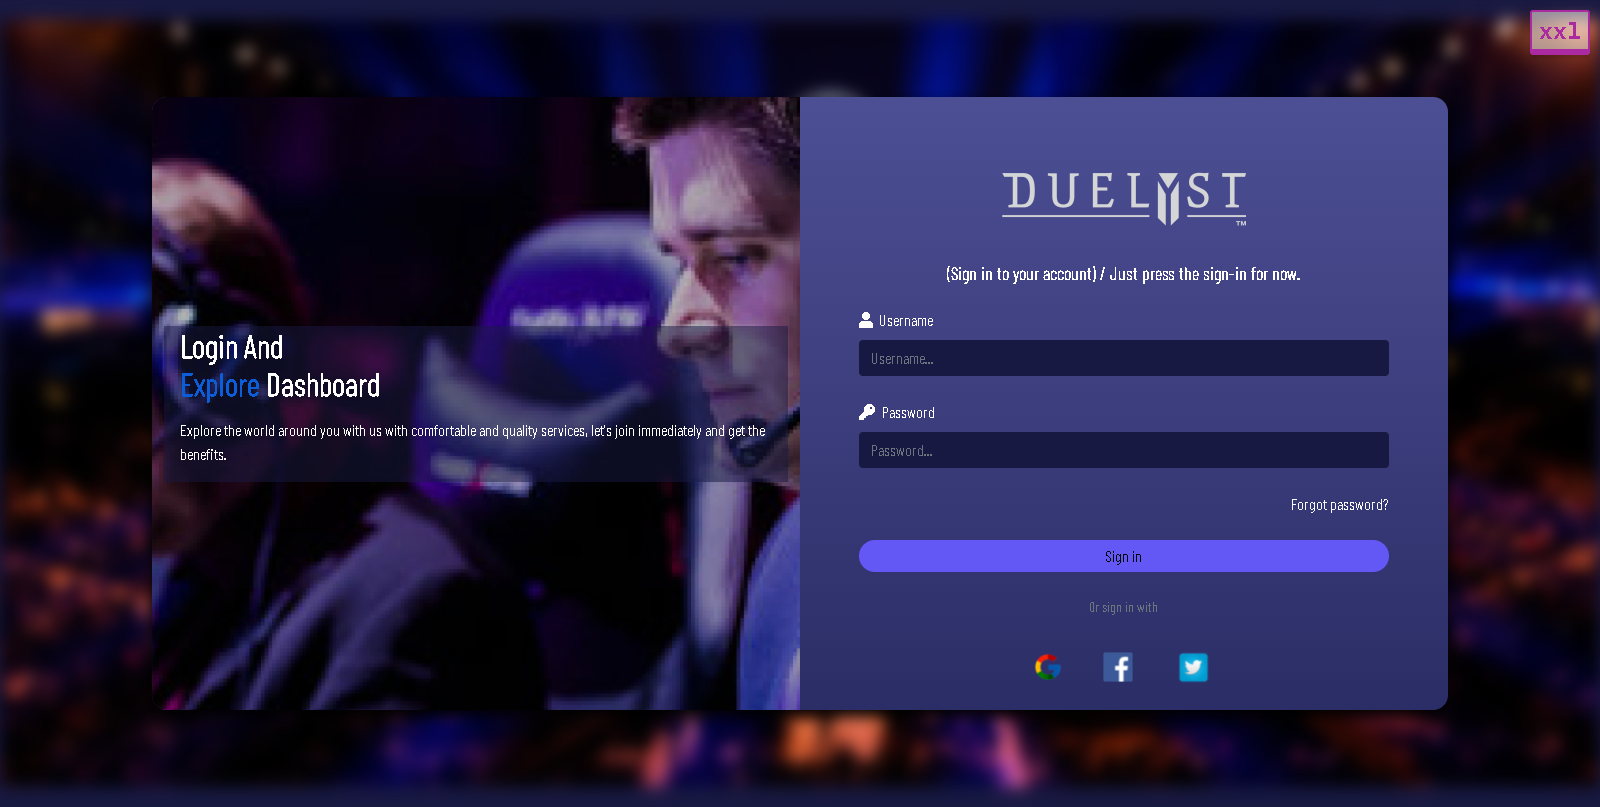 xxl
DUELYST
™
(Sign in to your account) / Just press the sign-in for now.
Username
Username...
Password
Password...
Forgot password?
Sign in
Or sign in with
Login And
Explore Dashboard
Explore the world around you with us with comfortable and quality services, let's join immediately and get the
benefits.